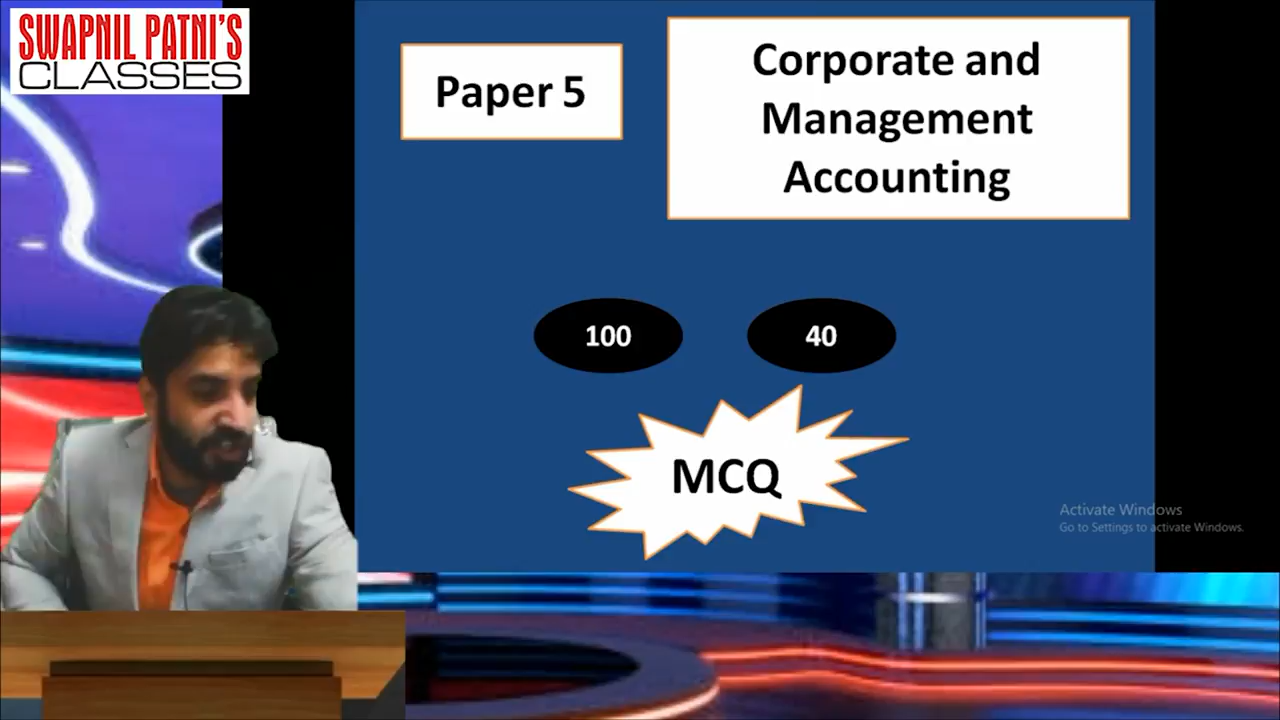 SWAPNIL PATNI'S
CLASSES
Paper 5
Corporate and
Management
Accounting
100
40
MCQ
Activate Windows
Go to Settings to activate Windows.